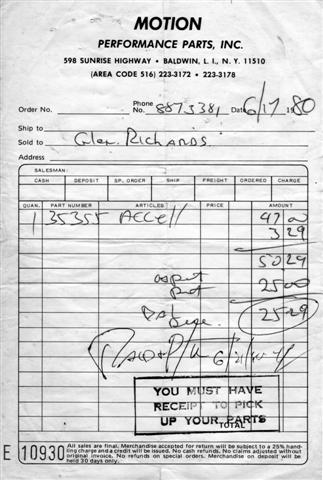 MOTION
PERFORMANCE PARTS, INC.
598 SUNRISE HIGHWAY • BALDWIN, L. I., N. Y. 11510
(AREA CODE 516) 223-3172 • 223-3178
Order No. Phone No. 8873381 Date 6/17 1980
Ship to
Sold to Glen Richards
Address
SALESMAN:
CASH DEPOSIT SP. ORDER SHIP FREIGHT ORDERED CHARGE
QUAN. PART NUMBER ARTICLES PRICE AMOUNT
1 35355 ACCell 47 00
3 29
50 29
25 00
25 29
YOU MUST HAVE
RECEIPT TO PICK
UP YOUR PARTS
TOTAL
E 10930
All sales are final. Merchandise accepted for return will be subject to a 25% hand-
ling charge and a credit will be issued. No cash refunds. No claims adjusted without
original invoice. No refunds on special orders. Merchandise on deposit will be
held 30 days only.